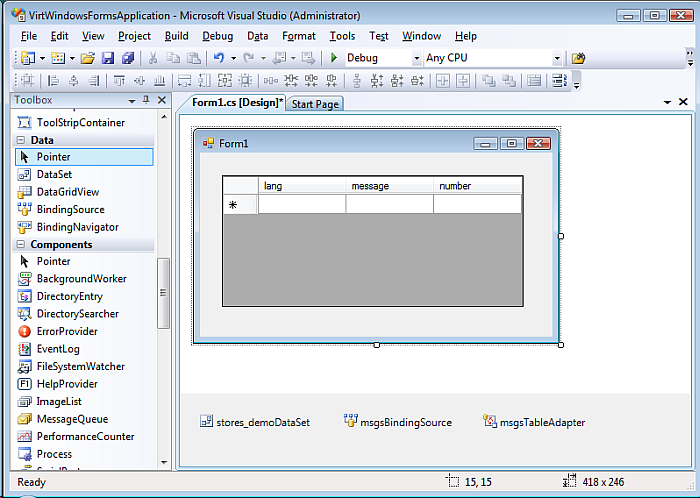 VirtWindowsFormsApplication - Microsoft Visual Studio (Administrator)
File Edit View Project Build Debug Data Format Tools Test Window Help
Debug Any CPU
Toolbox
Form1.cs [Design]* Start Page
ToolStripContainer
Data
Pointer
DataSet
DataGridView
BindingSource
BindingNavigator
Components
Pointer
BackgroundWorker
DirectoryEntry
DirectorySearcher
ErrorProvider
EventLog
FileSystemWatcher
HelpProvider
ImageList
MessageQueue
PerformanceCounter
Process
Form1
lang message number
stores_demoDataSet msgsBindingSource msgsTableAdapter
Ready 15, 15 418 x 246